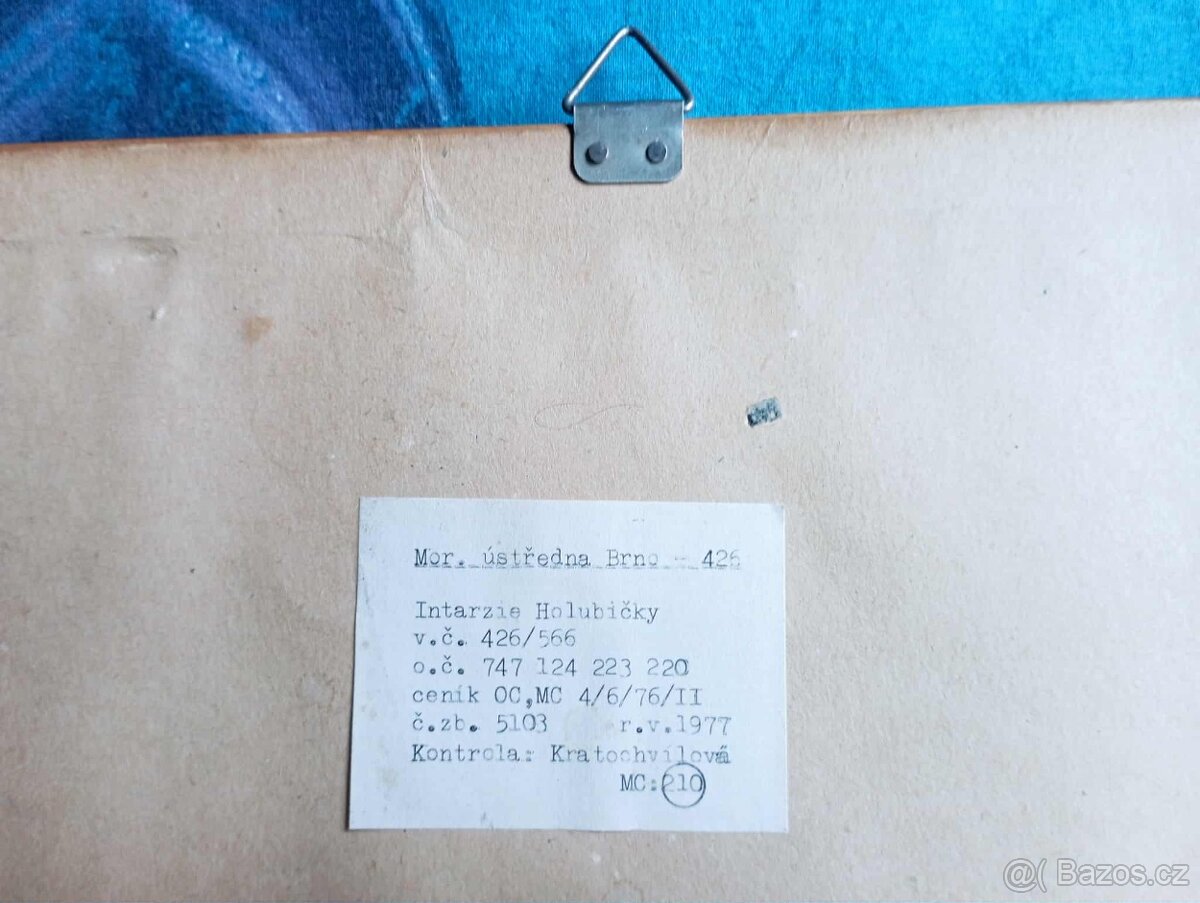 Mor. ústředna Brno - 426
Intarzie Holubičky
v.č. 426/566
o.č. 747 124 223 220
ceník OC,MC 4/6/76/II
č.zb. 5103 r.v.1977
Kontrola: Kratochvílová
MC:210
@( Bazos.cz